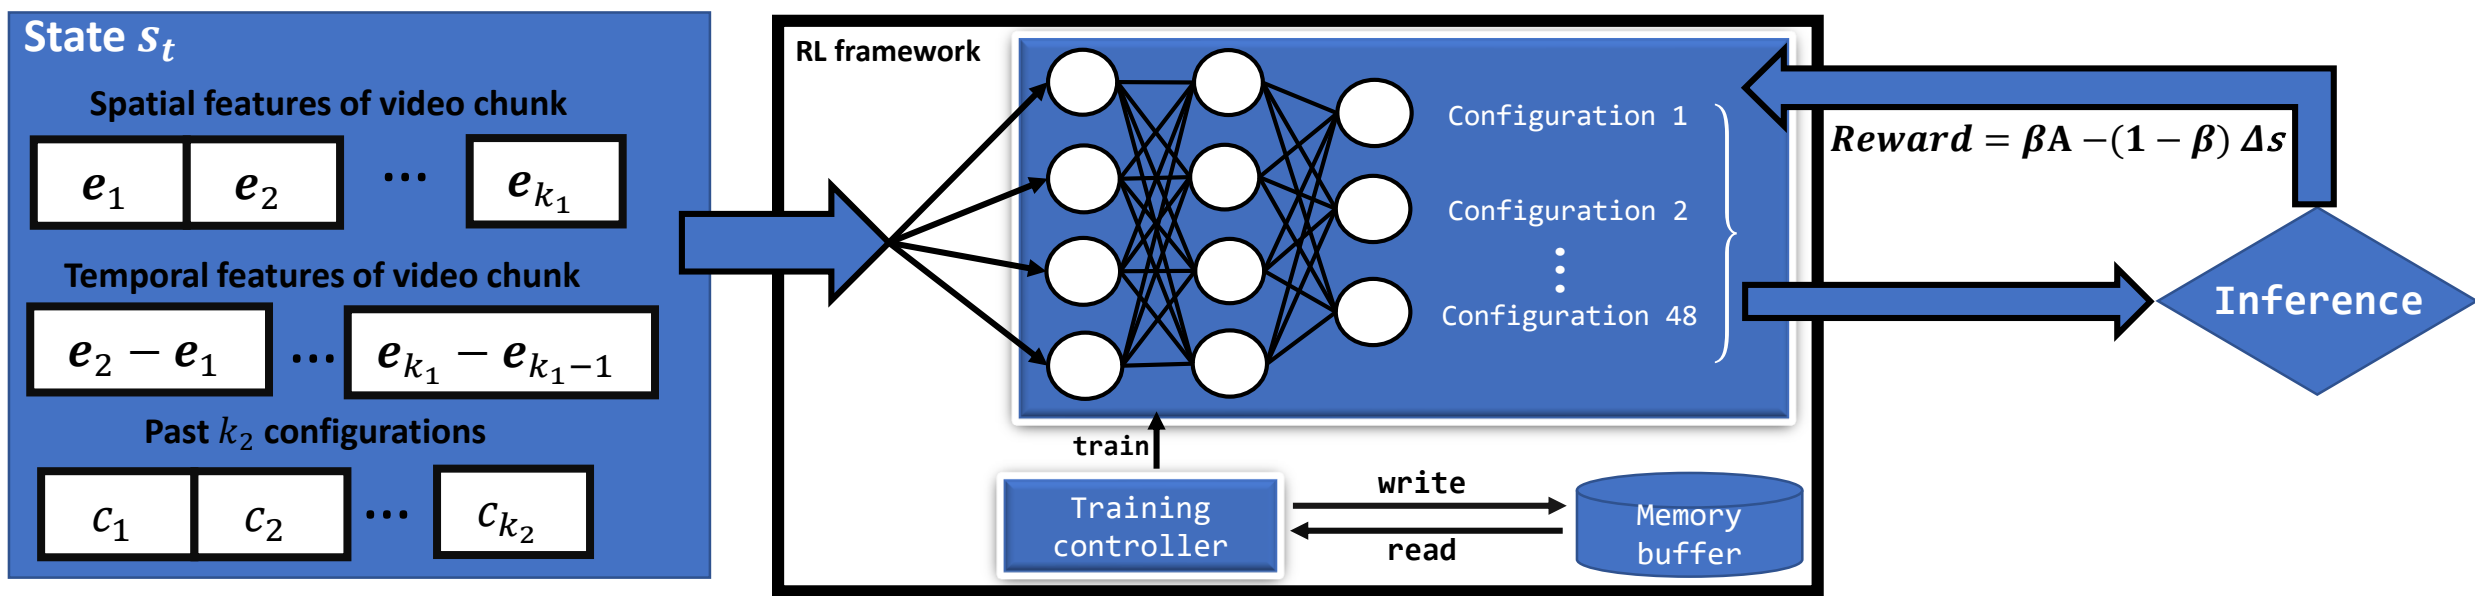 State s_t
Spatial features of video chunk
e_1 e_2 ... e_{k_1}
Temporal features of video chunk
e_2 − e_1 ... e_{k_1} − e_{k_1−1}
Past k_2 configurations
c_1 c_2 ... c_{k_2}
RL framework
Configuration 1
Configuration 2
⋮
Configuration 48
train
Training
controller
write
read
Memory
buffer
Reward = βA −(1 − β) Δs
Inference